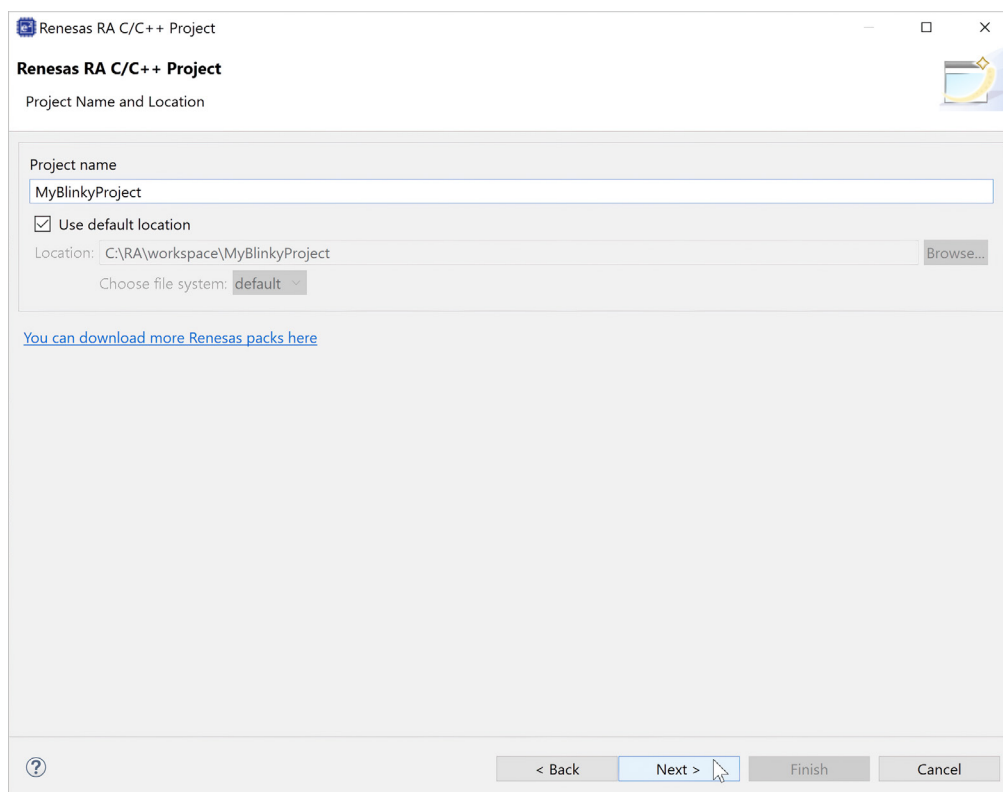 Renesas RA C/C++ Project
Renesas RA C/C++ Project
Project Name and Location
Project name
MyBlinkyProject
Use default location
Location: C:\RA\workspace\MyBlinkyProject Browse...
Choose file system: default
You can download more Renesas packs here
? < Back Next > Finish Cancel